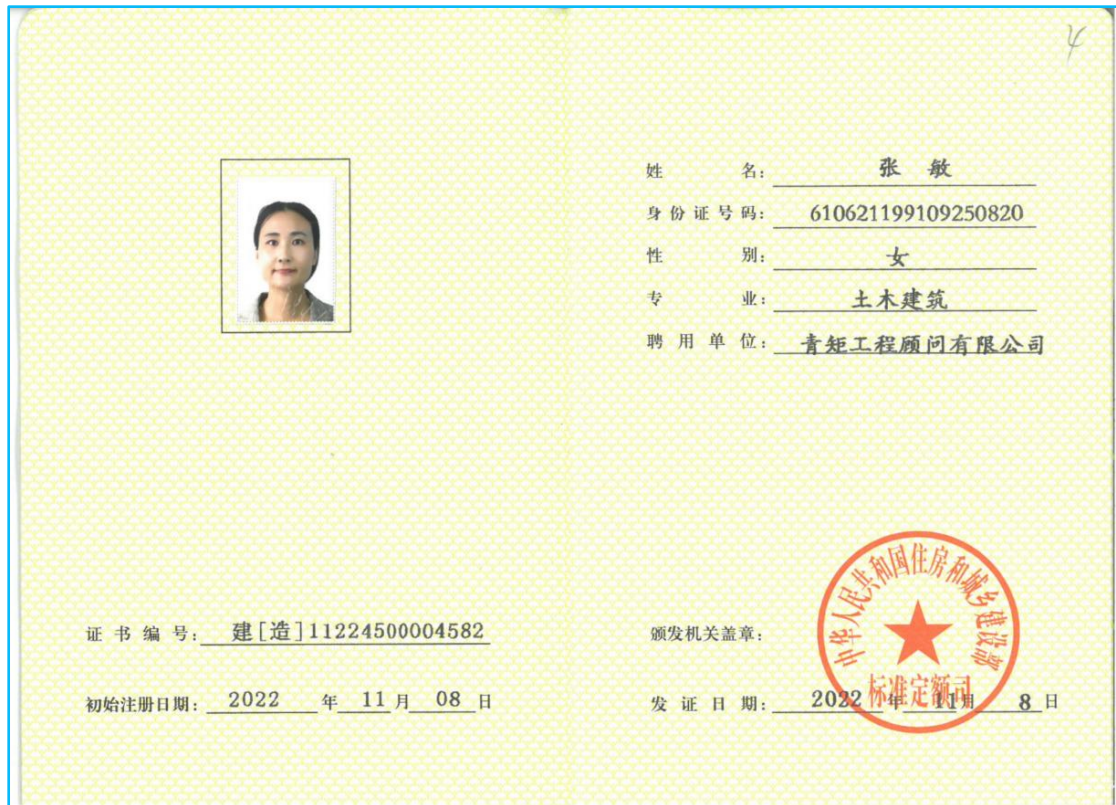 4
姓 名: 张 敏
身份证号码: 610621199109250820
性 别: 女
专 业: 土木建筑
聘用单位: 青矩工程顾问有限公司
证书编号: 建[造]11224500004582
初始注册日期: 2022 年 11 月 08 日
颁发机关盖章:
中华人民共和国住房和城乡建设部
标准定额司
发证日期: 2022 年 11 月 8 日